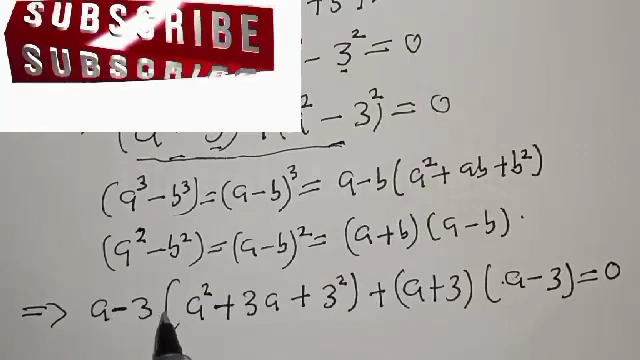 SUBSCRIBE
SUBSCRIBE
- 3² = 0
² - 3²) = 0
(a³ - b³) = (a - b)³ = a - b (a² + ab + b²)
(a² - b²) = (a - b)² = (a + b) (a - b).
=> a - 3 (a² + 3a + 3²) + (a + 3) (a - 3) = 0